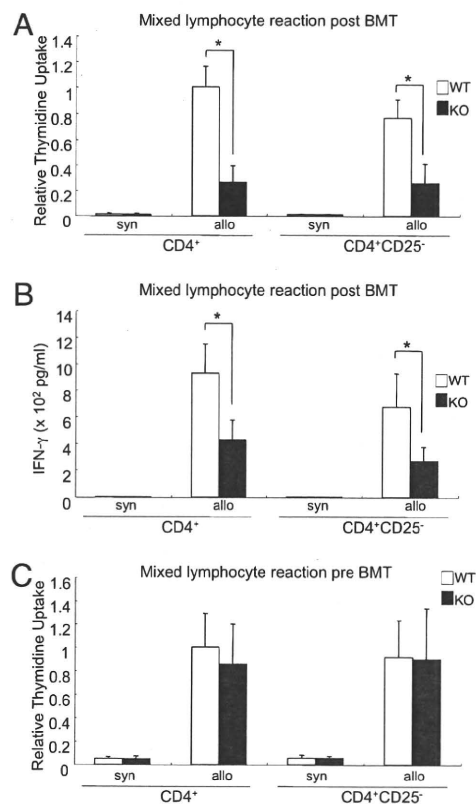 A
Mixed lymphocyte reaction post BMT
Relative Thymidine Uptake
1.4
1.2
1
0.8
0.6
0.4
0.2
0
*
*
WT
KO
syn
allo
syn
allo
CD4⁺
CD4⁺CD25⁻
B
Mixed lymphocyte reaction post BMT
IFN-γ (x 10² pg/ml)
14
12
10
8
6
4
2
0
*
*
WT
KO
syn
allo
syn
allo
CD4⁺
CD4⁺CD25⁻
C
Mixed lymphocyte reaction pre BMT
Relative Thymidine Uptake
1.6
1.4
1.2
1
0.8
0.6
0.4
0.2
0
WT
KO
syn
allo
syn
allo
CD4⁺
CD4⁺CD25⁻